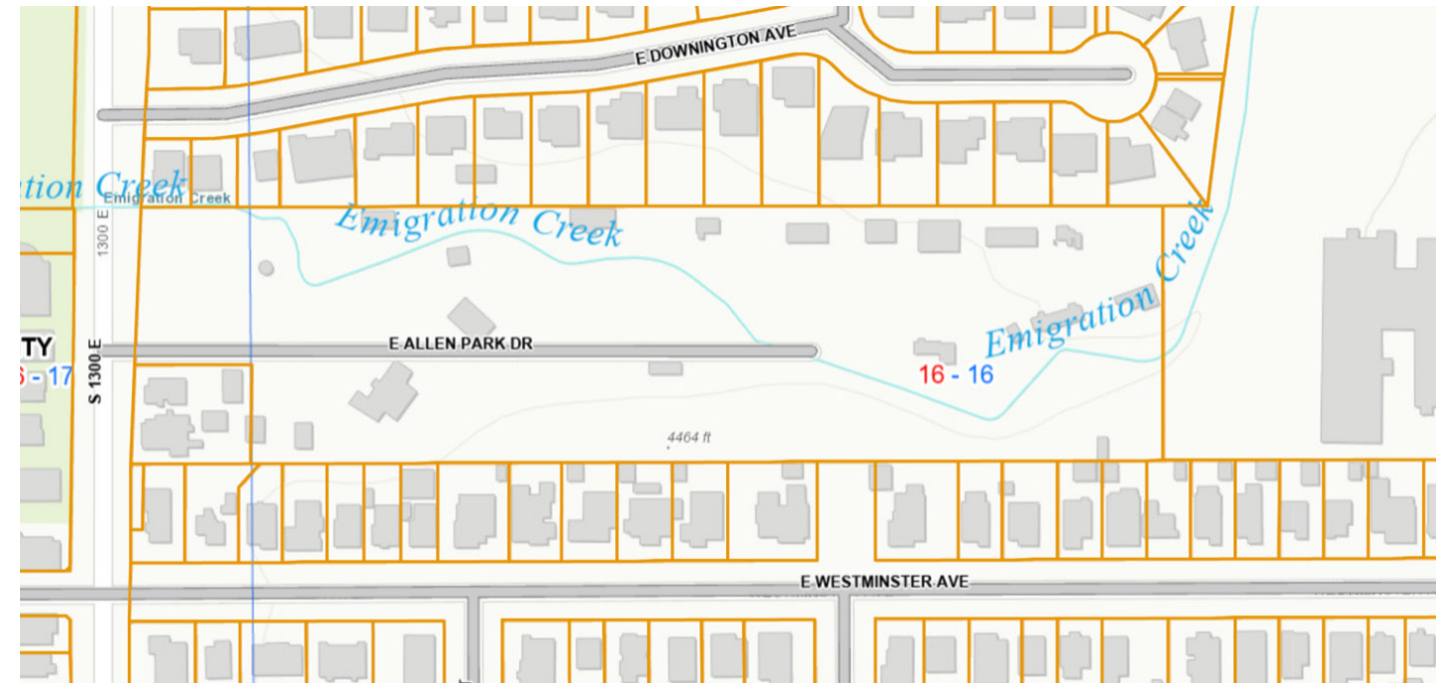 E DOWNINGTON AVE
tion Creek
Emigration Creek
Emigration Creek
Emigration Creek
1300 E
E ALLEN PARK DR
TY
6 - 17
S 1300 E
16 - 16
4464 ft
E WESTMINSTER AVE